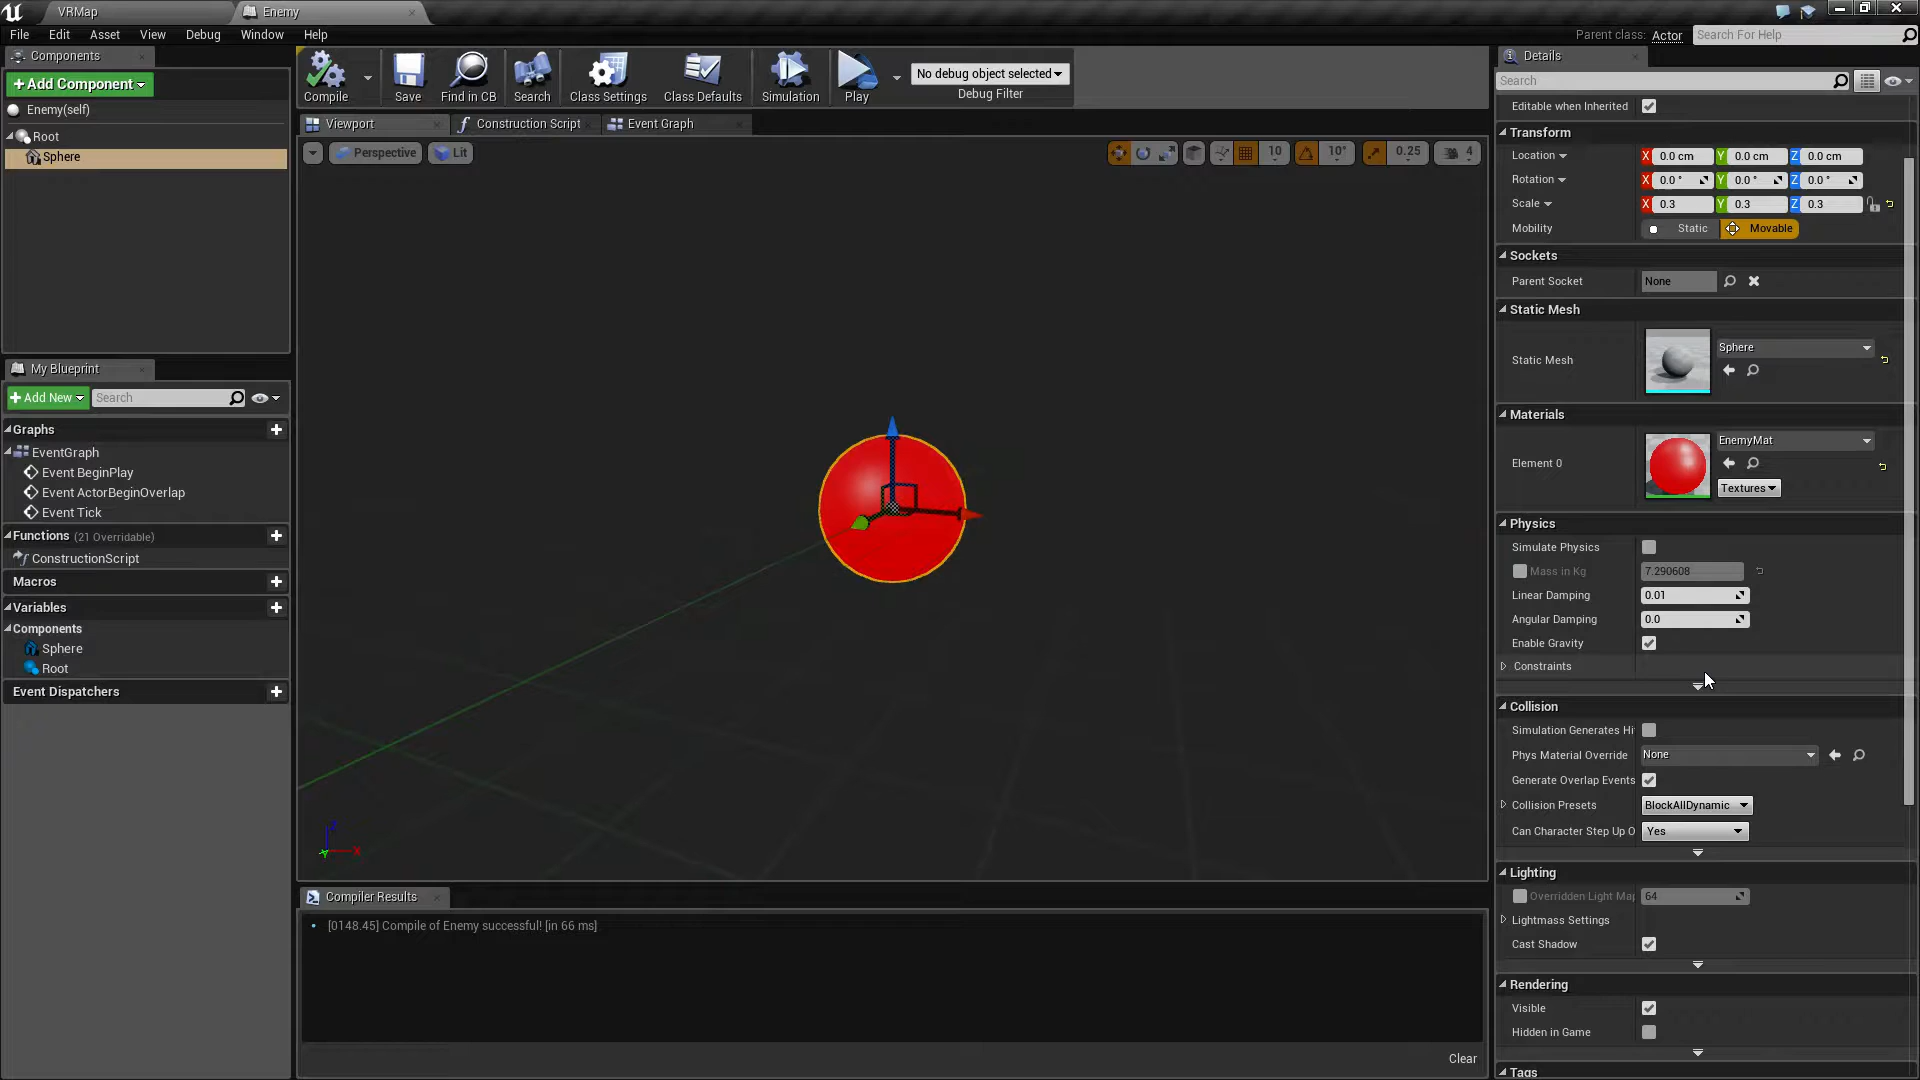 VRMap
Enemy
File Edit Asset View Debug Window Help
Parent class: Actor
Search For Help
Components
+Add Component
Enemy(self)
Root
Sphere
My Blueprint
+Add New
Search
Graphs
EventGraph
Event BeginPlay
Event ActorBeginOverlap
Event Tick
Functions (21 Overridable)
ConstructionScript
Macros
Variables
Components
Sphere
Root
Event Dispatchers
Compile
Save
Find in CB
Search
Class Settings
Class Defaults
Simulation
Play
No debug object selected
Debug Filter
Viewport
Construction Script
Event Graph
Perspective
Lit
10
10°
0.25
4
Z
X
Y
Compiler Results
[0148.45] Compile of Enemy successful! [in 66 ms]
Clear
Details
Search
Editable when Inherited
Transform
Location X 0.0 cm Y 0.0 cm Z 0.0 cm
Rotation X 0.0 ° Y 0.0 ° Z 0.0 °
Scale X 0.3 Y 0.3 Z 0.3
Mobility Static Movable
Sockets
Parent Socket None
Static Mesh
Static Mesh Sphere
Materials
Element 0 EnemyMat
Textures
Physics
Simulate Physics
Mass in Kg 7.290608
Linear Damping 0.01
Angular Damping 0.0
Enable Gravity
Constraints
Collision
Simulation Generates Hi
Phys Material Override None
Generate Overlap Events
Collision Presets BlockAllDynamic
Can Character Step Up O Yes
Lighting
Overridden Light Map 64
Lightmass Settings
Cast Shadow
Rendering
Visible
Hidden in Game
Tags